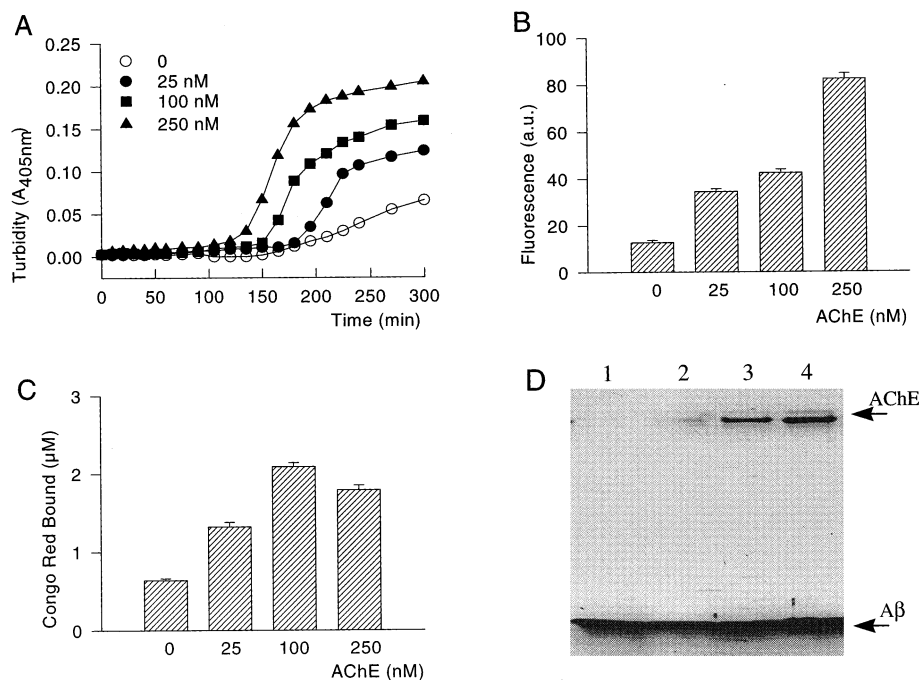 A
0.25
0.20
0.15
0.10
0.05
0.00
Turbidity (A405nm)
0
25 nM
100 nM
250 nM
0 50 100 150 200 250 300
Time (min)
B
100
80
60
40
20
0
Fluorescence (a.u.)
0 25 100 250
AChE (nM)
C
3
2
1
0
Congo Red Bound (µM)
0 25 100 250
AChE (nM)
D
1 2 3 4
AChE
Aβ